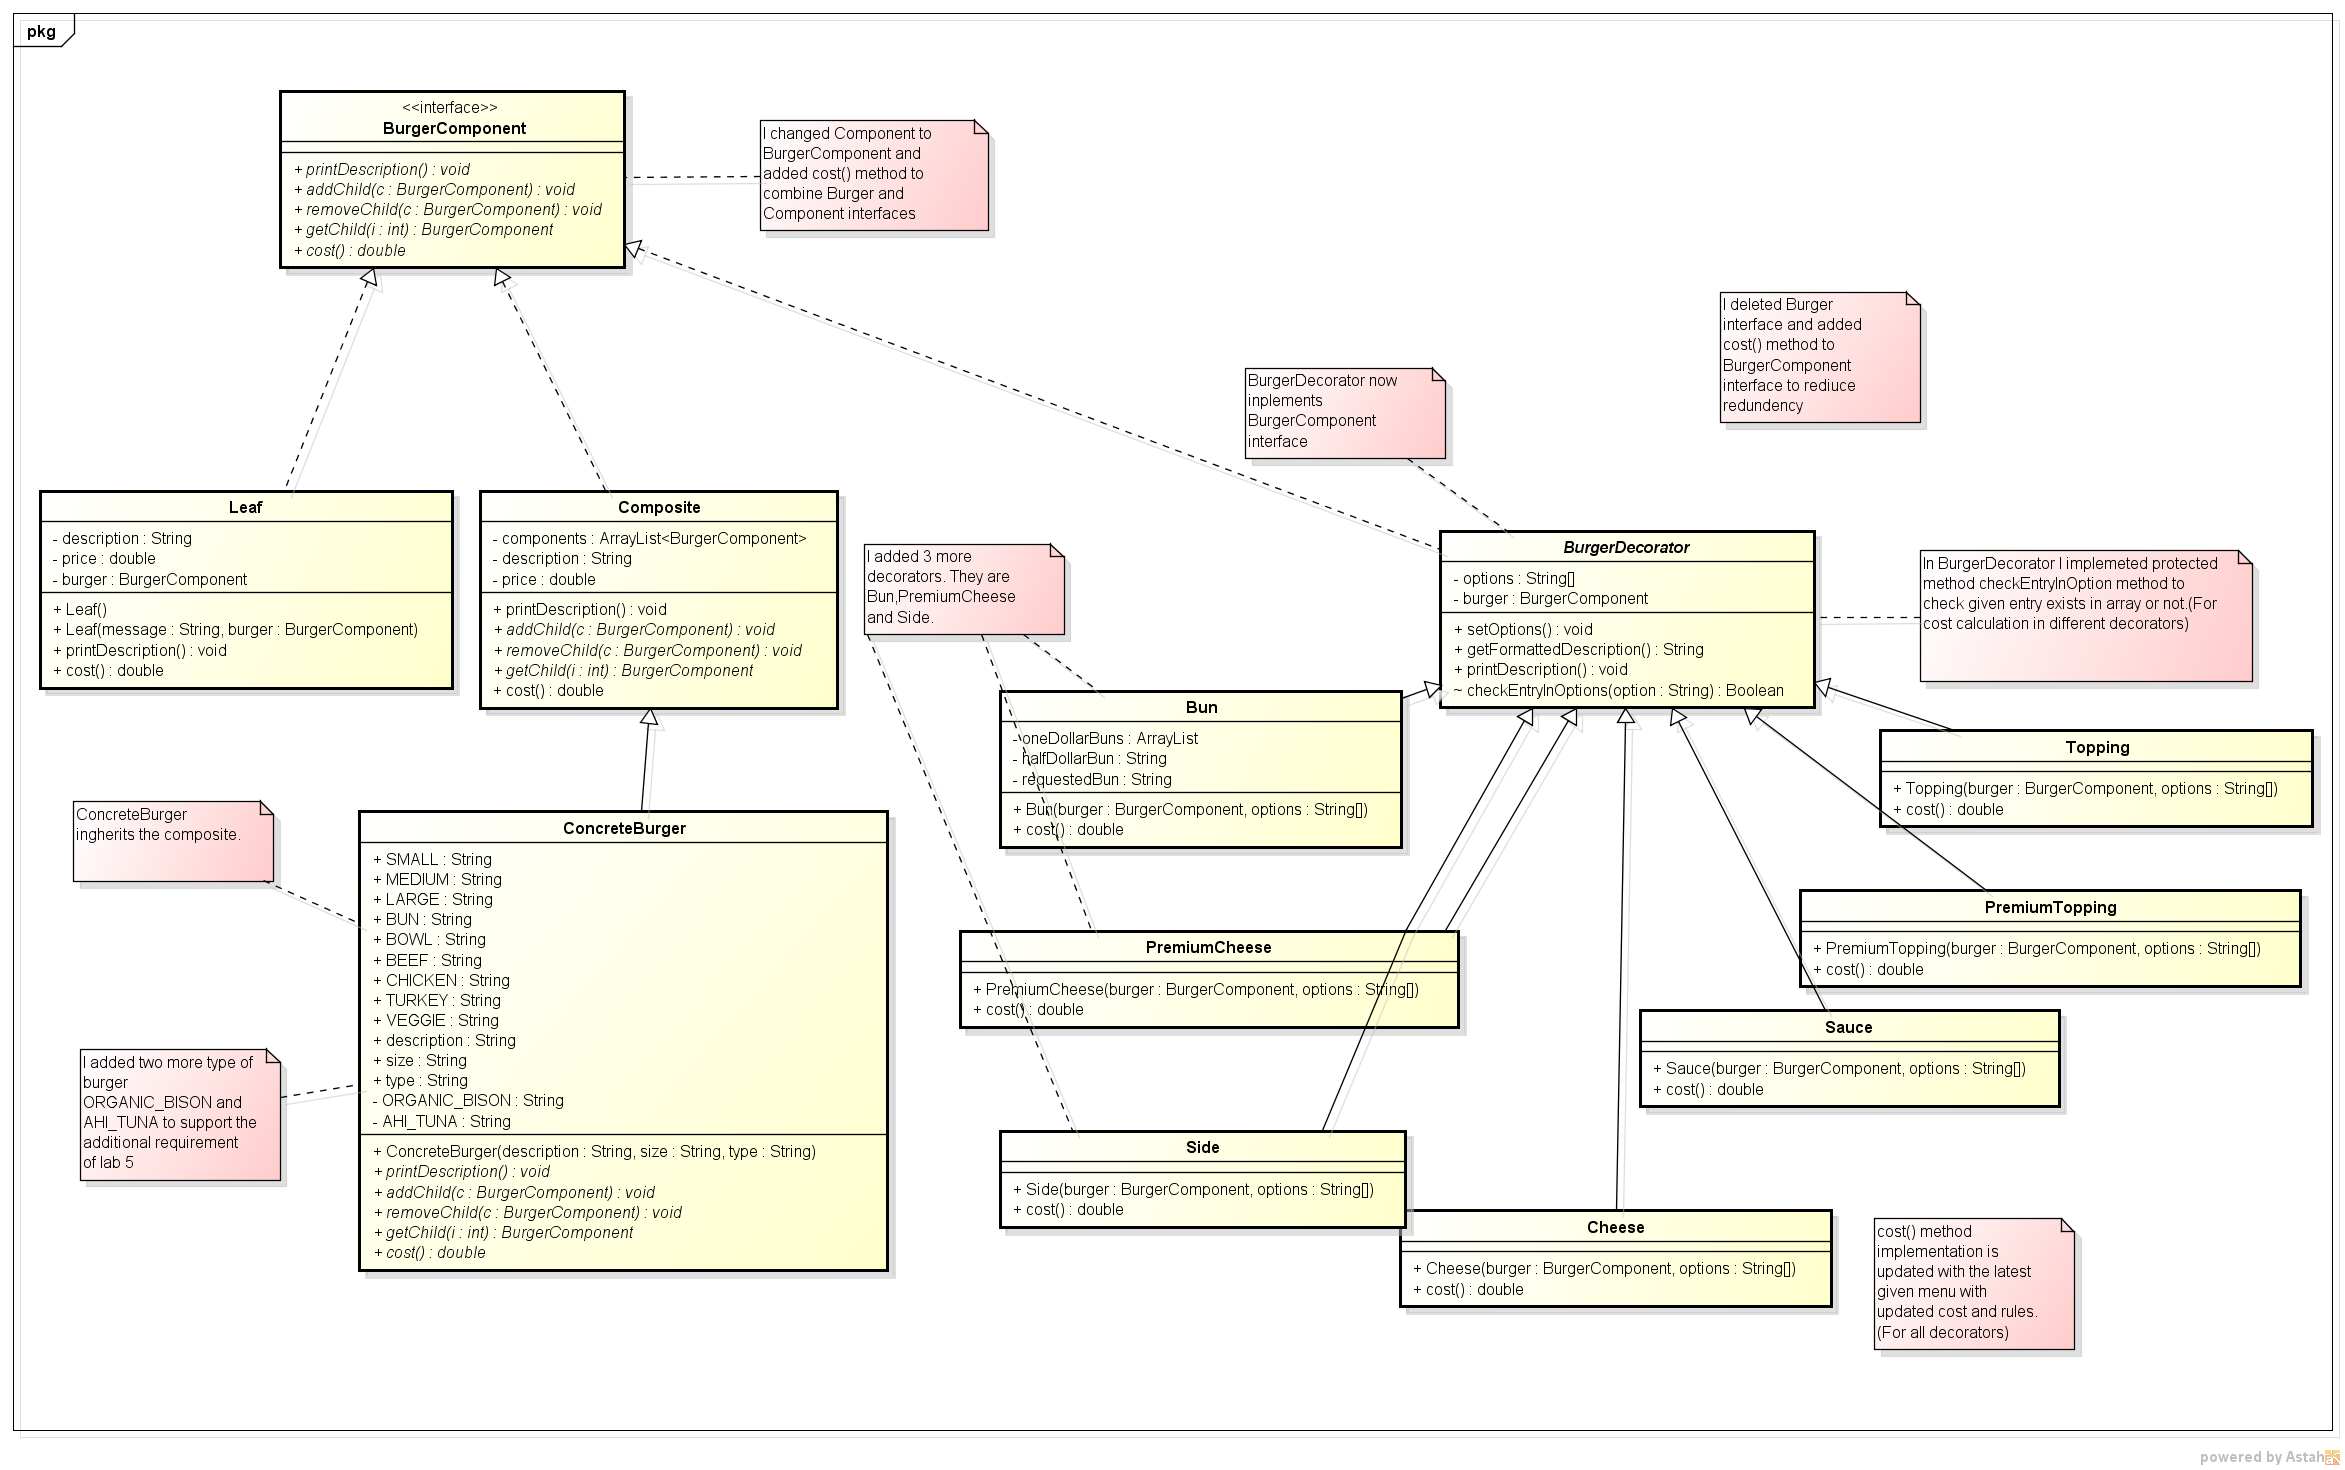 pkg
<<interface>>
BurgerComponent
+ printDescription() : void
+ addChild(c : BurgerComponent) : void
+ removeChild(c : BurgerComponent) : void
+ getChild(i : int) : BurgerComponent
+ cost() : double
I changed Component to
BurgerComponent and
added cost() method to
combine Burger and
Component interfaces
I deleted Burger
interface and added
cost() method to
BurgerComponent
interface to rediuce
redundency
BurgerDecorator now
inplements
BurgerComponent
interface
Leaf
- description : String
- price : double
- burger : BurgerComponent
+ Leaf()
+ Leaf(message : String, burger : BurgerComponent)
+ printDescription() : void
+ cost() : double
Composite
- components : ArrayList<BurgerComponent>
- description : String
- price : double
+ printDescription() : void
+ addChild(c : BurgerComponent) : void
+ removeChild(c : BurgerComponent) : void
+ getChild(i : int) : BurgerComponent
+ cost() : double
I added 3 more
decorators. They are
Bun,PremiumCheese
and Side.
BurgerDecorator
- options : String[]
- burger : BurgerComponent
+ setOptions() : void
+ getFormattedDescription() : String
+ printDescription() : void
~ checkEntryInOptions(option : String) : Boolean
In BurgerDecorator I implemeted protected
method checkEntryInOption method to
check given entry exists in array or not.(For
cost calculation in different decorators)
Bun
- oneDollarBuns : ArrayList
- halfDollarBun : String
- requestedBun : String
+ Bun(burger : BurgerComponent, options : String[])
+ cost() : double
Topping
+ Topping(burger : BurgerComponent, options : String[])
+ cost() : double
ConcreteBurger
ingherits the composite.
ConcreteBurger
+ SMALL : String
+ MEDIUM : String
+ LARGE : String
+ BUN : String
+ BOWL : String
+ BEEF : String
+ CHICKEN : String
+ TURKEY : String
+ VEGGIE : String
+ description : String
+ size : String
+ type : String
- ORGANIC_BISON : String
- AHI_TUNA : String
+ ConcreteBurger(description : String, size : String, type : String)
+ printDescription() : void
+ addChild(c : BurgerComponent) : void
+ removeChild(c : BurgerComponent) : void
+ getChild(i : int) : BurgerComponent
+ cost() : double
I added two more type of
burger
ORGANIC_BISON and
AHI_TUNA to support the
additional requirement
of lab 5
PremiumCheese
+ PremiumCheese(burger : BurgerComponent, options : String[])
+ cost() : double
PremiumTopping
+ PremiumTopping(burger : BurgerComponent, options : String[])
+ cost() : double
Sauce
+ Sauce(burger : BurgerComponent, options : String[])
+ cost() : double
Side
+ Side(burger : BurgerComponent, options : String[])
+ cost() : double
Cheese
+ Cheese(burger : BurgerComponent, options : String[])
+ cost() : double
cost() method
implementation is
updated with the latest
given menu with
updated cost and rules.
(For all decorators)
powered by Astah